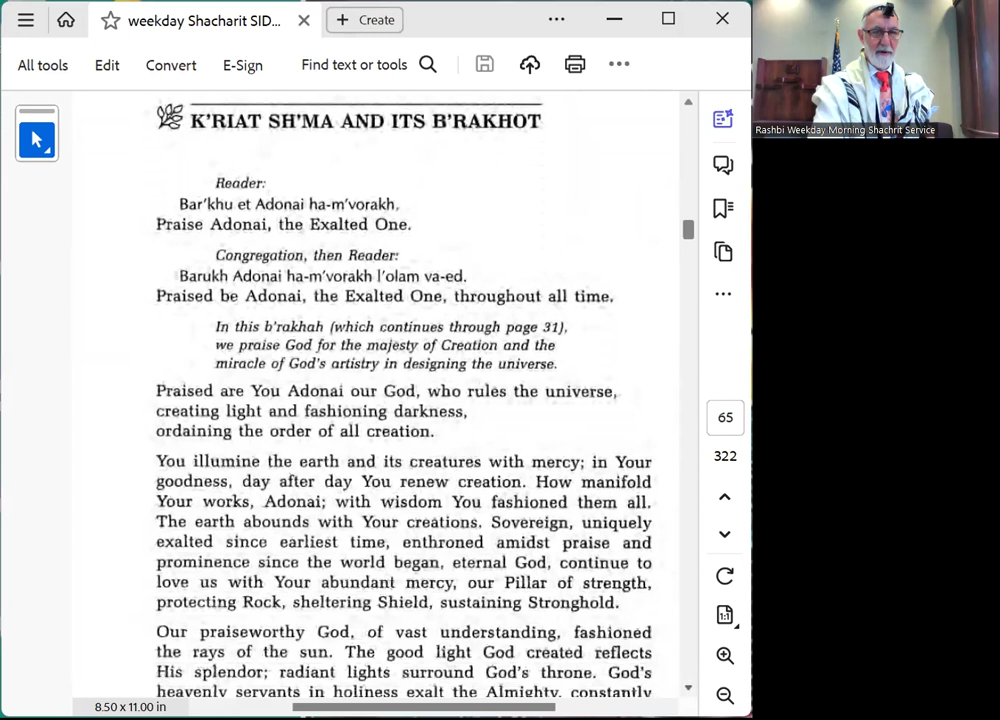 weekday Shacharit SID...
Create
All tools
Edit
Convert
E-Sign
Find text or tools
K'RIAT SH'MA AND ITS B'RAKHOT
Reader:
Bar'khu et Adonai ha-m'vorakh,
Praise Adonai, the Exalted One.
Congregation, then Reader:
Barukh Adonai ha-m'vorakh l'olam va-ed.
Praised be Adonai, the Exalted One, throughout all time.
In this b'rakhah (which continues through page 31),
we praise God for the majesty of Creation and the
miracle of God's artistry in designing the universe.
Praised are You Adonai our God, who rules the universe,
creating light and fashioning darkness,
ordaining the order of all creation.
You illumine the earth and its creatures with mercy; in Your
goodness, day after day You renew creation. How manifold
Your works, Adonai; with wisdom You fashioned them all.
The earth abounds with Your creations. Sovereign, uniquely
exalted since earliest time, enthroned amidst praise and
prominence since the world began, eternal God, continue to
love us with Your abundant mercy, our Pillar of strength,
protecting Rock, sheltering Shield, sustaining Stronghold.
Our praiseworthy God, of vast understanding, fashioned
the rays of the sun. The good light God created reflects
His splendor; radiant lights surround God's throne. God's
heavenly servants in holiness exalt the Almighty, constantly
8.50 x 11.00 in
65
322
1:1
Rashbi Weekday Morning Shachrit Service